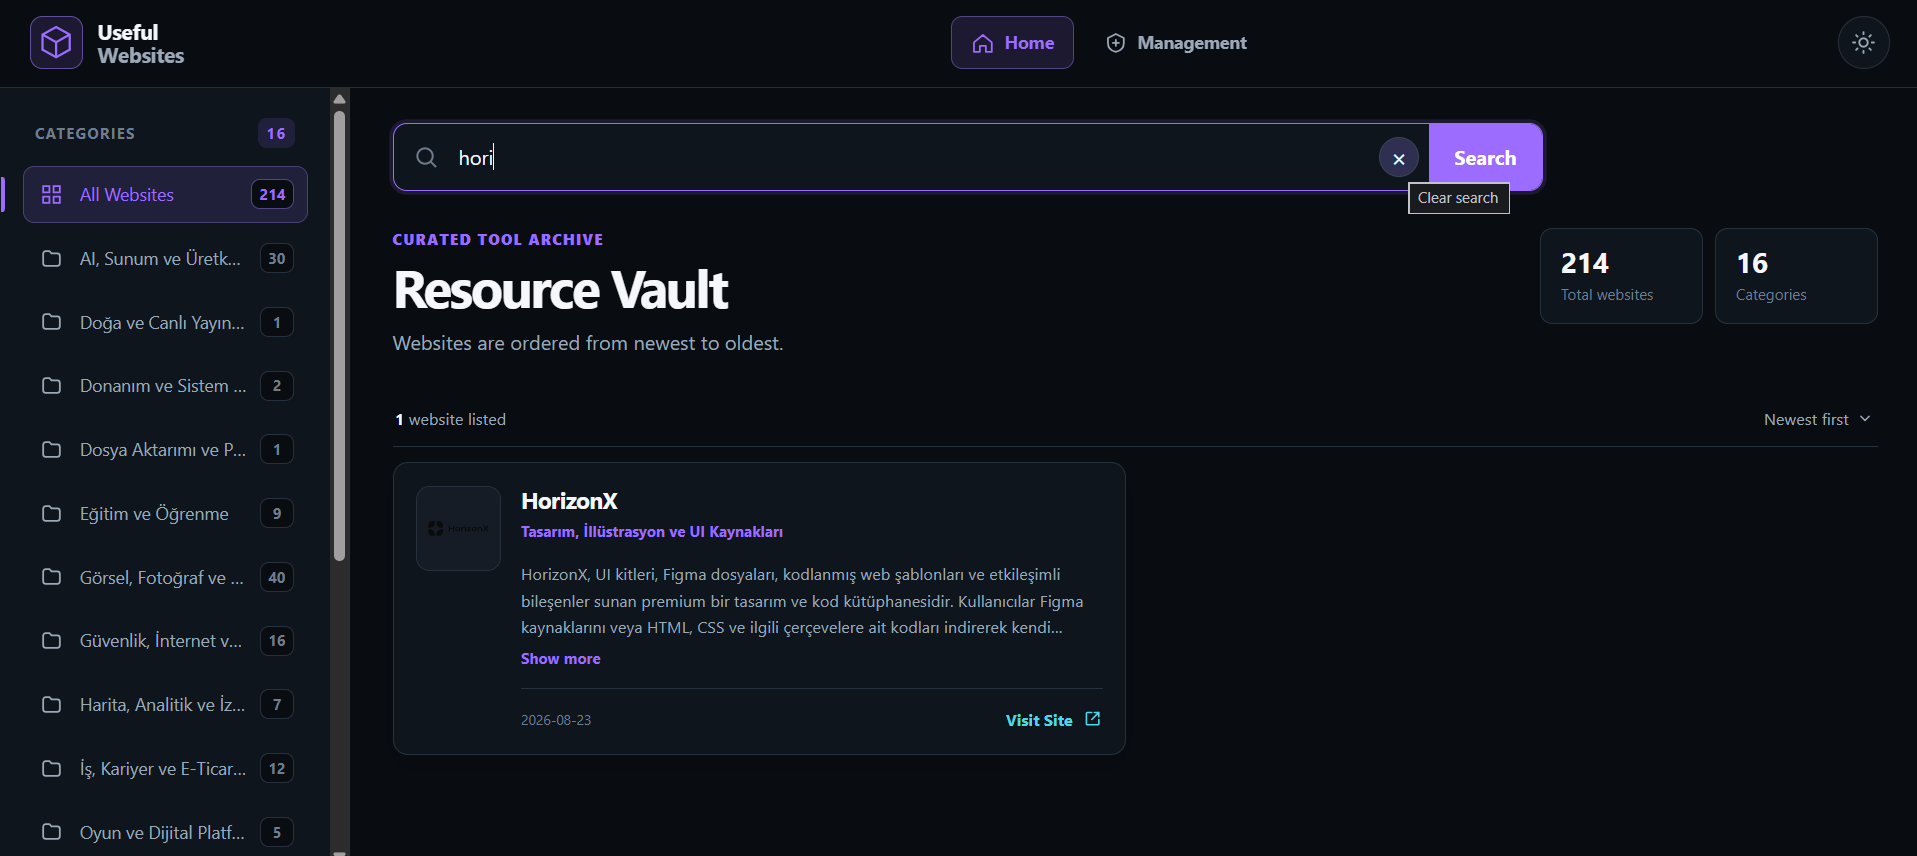 Useful
Websites
Home
Management
CATEGORIES 16
All Websites 214
AI, Sunum ve Üretk... 30
Doğa ve Canlı Yayın... 1
Donanım ve Sistem ... 2
Dosya Aktarımı ve P... 1
Eğitim ve Öğrenme 9
Görsel, Fotoğraf ve ... 40
Güvenlik, İnternet v... 16
Harita, Analitik ve İz... 7
İş, Kariyer ve E-Ticar... 12
Oyun ve Dijital Platf... 5
hori
Search
Clear search
CURATED TOOL ARCHIVE
Resource Vault
Websites are ordered from newest to oldest.
214
Total websites
16
Categories
1 website listed
Newest first
HorizonX
HorizonX
Tasarım, İllüstrasyon ve UI Kaynakları
HorizonX, UI kitleri, Figma dosyaları, kodlanmış web şablonları ve etkileşimli
bileşenler sunan premium bir tasarım ve kod kütüphanesidir. Kullanıcılar Figma
kaynaklarını veya HTML, CSS ve ilgili çerçevelere ait kodları indirerek kendi...
Show more
2026-08-23
Visit Site